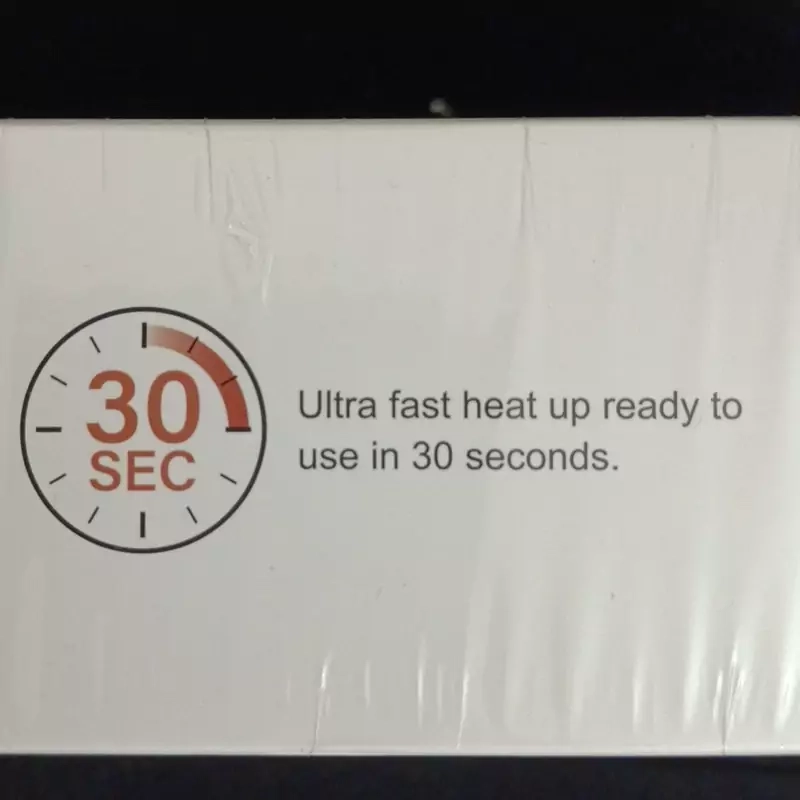 30
SEC
Ultra fast heat up ready to
use in 30 seconds.